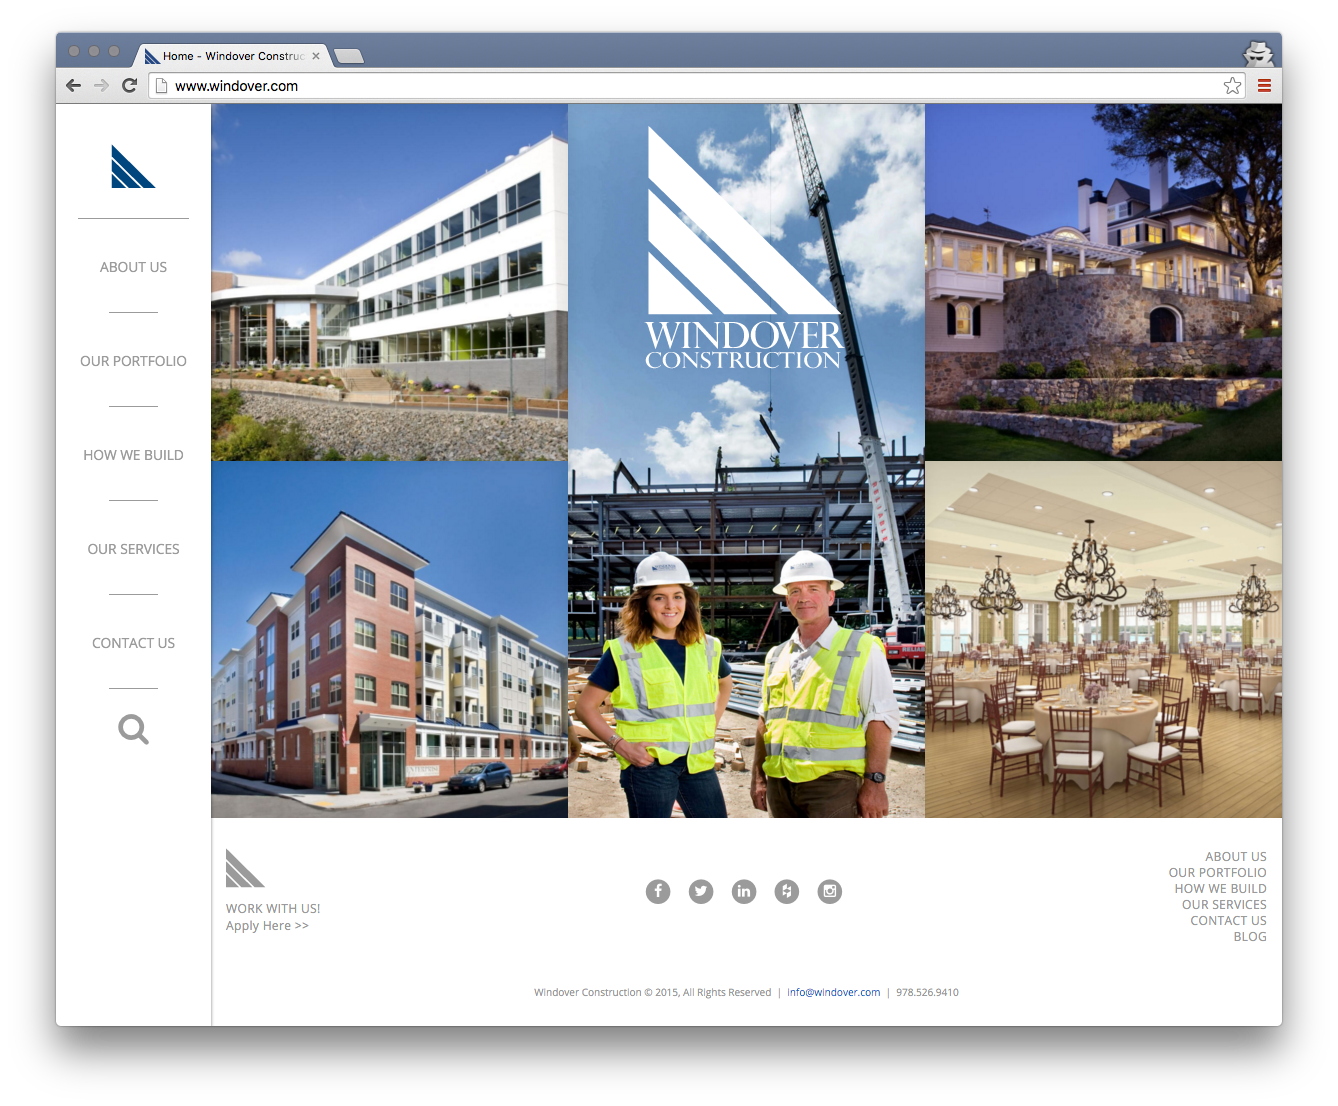 Home - Windover Construc
www.windover.com
ABOUT US
OUR PORTFOLIO
HOW WE BUILD
OUR SERVICES
CONTACT US
WINDOVER
CONSTRUCTION
WORK WITH US!
Apply Here >>
ABOUT US
OUR PORTFOLIO
HOW WE BUILD
OUR SERVICES
CONTACT US
BLOG
Windover Construction © 2015, All Rights Reserved | info@windover.com | 978.526.9410